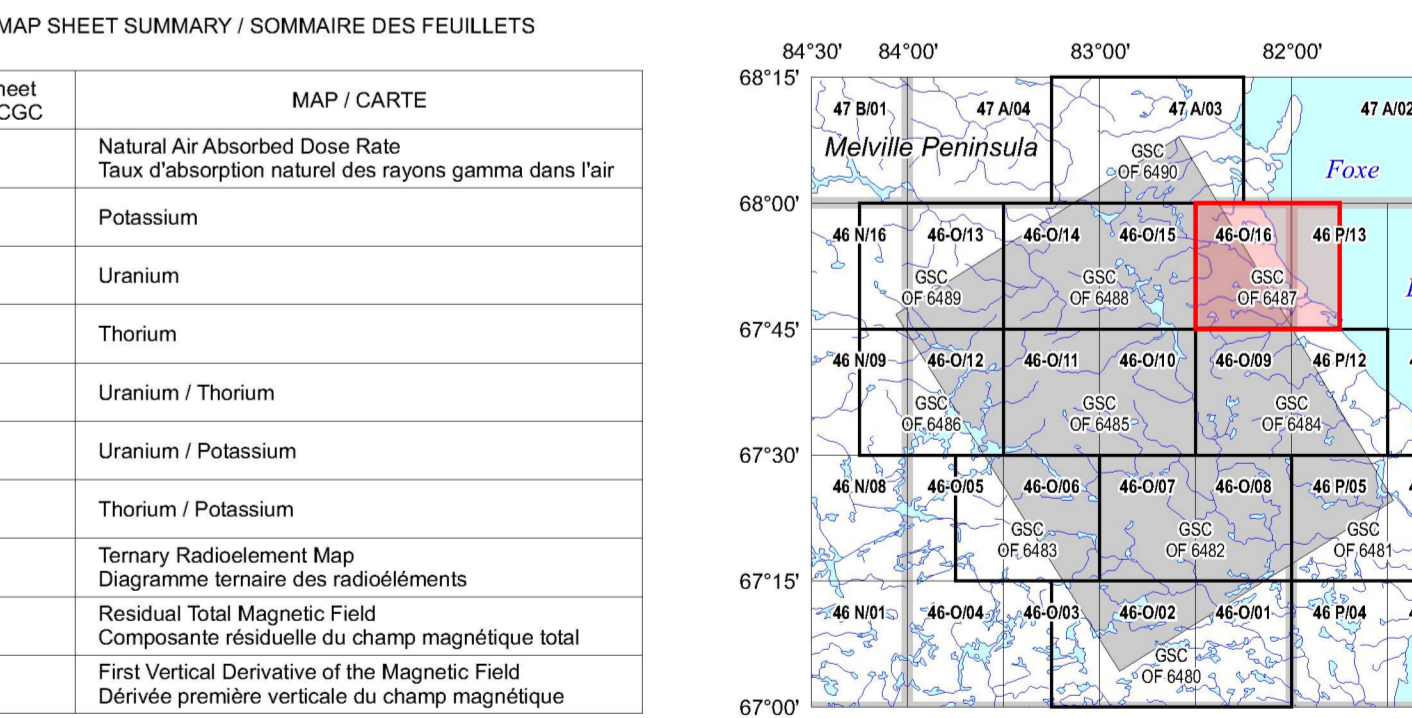 MAP SHEET SUMMARY / SOMMAIRE DES FEUILLETS
CGC
MAP / CARTE
Natural Air Absorbed Dose Rate
Taux d'absorption naturel des rayons gamma dans l'air
Potassium
Uranium
Thorium
Uranium / Thorium
Uranium / Potassium
Thorium / Potassium
Ternary Radioelement Map
Diagramme ternaire des radioéléments
Residual Total Magnetic Field
Composante résiduelle du champ magnétique total
First Vertical Derivative of the Magnetic Field
Dérivée première verticale du champ magnétique
84°30' 84°00' 83°00' 82°00'
68°15'
47 B/01 47 A/04 47 A/03 47 A/02
Melville Peninsula
GSC
OF 6490
Foxe
68°00'
46 N/16 46-O/13 46-O/14 46-O/15 46-O/16 46 P/13
GSC GSC GSC
OF 6489 OF 6488 OF 6487
67°45'
46 N/09 46-O/12 46-O/11 46-O/10 46-O/09 46 P/12
GSC GSC GSC
OF 6486 OF 6485 OF 6484
67°30'
46 N/08 46-O/05 46-O/06 46-O/07 46-O/08 46 P/05
GSC GSC GSC
OF 6483 OF 6482 OF 6481
67°15'
46 N/01 46-O/04 46-O/03 46-O/02 46-O/01 46 P/04
GSC
OF 6480
67°00'